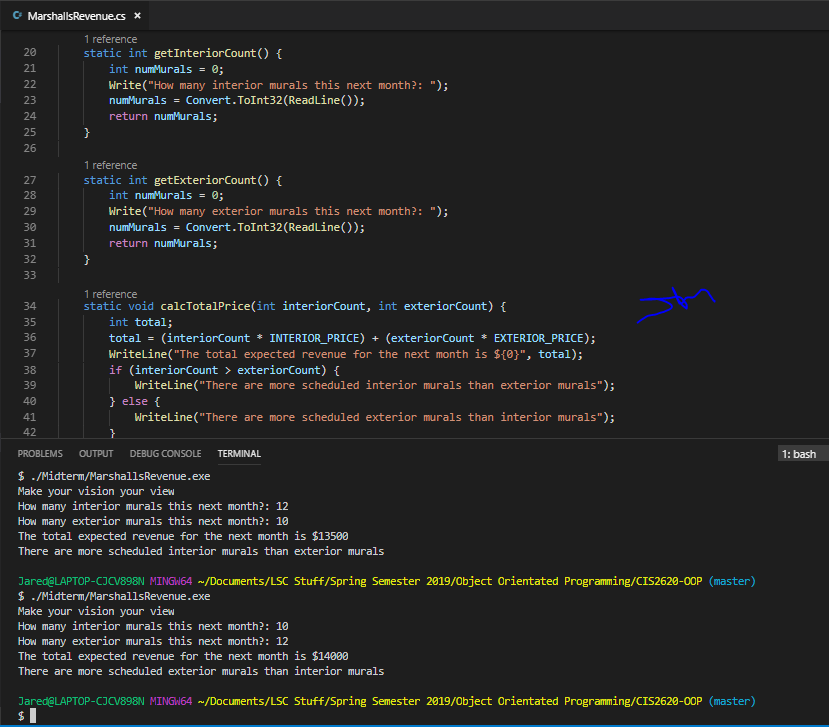 MarshallsRevenue.cs ×
1 reference
20 static int getInteriorCount() {
21 int numMurals = 0;
22 Write("How many interior murals this next month?: ");
23 numMurals = Convert.ToInt32(ReadLine());
24 return numMurals;
25 }
26
1 reference
27 static int getExteriorCount() {
28 int numMurals = 0;
29 Write("How many exterior murals this next month?: ");
30 numMurals = Convert.ToInt32(ReadLine());
31 return numMurals;
32 }
33
1 reference
34 static void calcTotalPrice(int interiorCount, int exteriorCount) {
35 int total;
36 total = (interiorCount * INTERIOR_PRICE) + (exteriorCount * EXTERIOR_PRICE);
37 WriteLine("The total expected revenue for the next month is ${0}", total);
38 if (interiorCount > exteriorCount) {
39 WriteLine("There are more scheduled interior murals than exterior murals");
40 } else {
41 WriteLine("There are more scheduled exterior murals than interior murals");
42 }
PROBLEMS OUTPUT DEBUG CONSOLE TERMINAL 1: bash
$ ./Midterm/MarshallsRevenue.exe
Make your vision your view
How many interior murals this next month?: 12
How many exterior murals this next month?: 10
The total expected revenue for the next month is $13500
There are more scheduled interior murals than exterior murals
Jared@LAPTOP-CJCV898N MINGW64 ~/Documents/LSC Stuff/Spring Semester 2019/Object Orientated Programming/CIS2620-OOP (master)
$ ./Midterm/MarshallsRevenue.exe
Make your vision your view
How many interior murals this next month?: 10
How many exterior murals this next month?: 12
The total expected revenue for the next month is $14000
There are more scheduled exterior murals than interior murals
Jared@LAPTOP-CJCV898N MINGW64 ~/Documents/LSC Stuff/Spring Semester 2019/Object Orientated Programming/CIS2620-OOP (master)
$